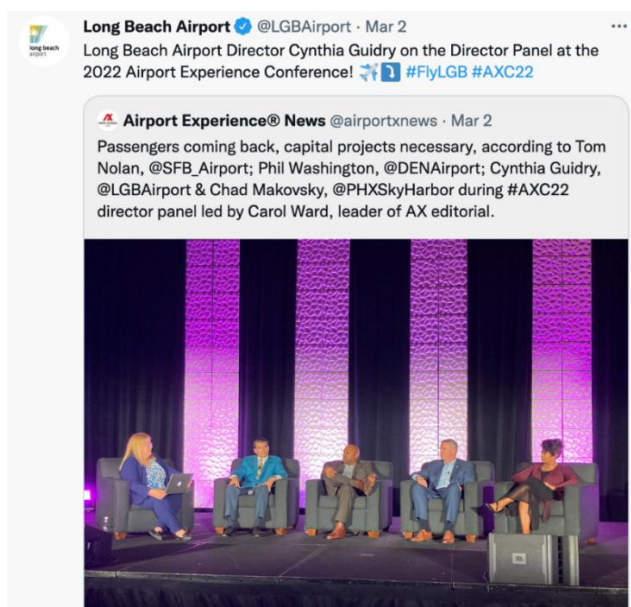 Long Beach Airport @LGBAirport · Mar 2
long beach
airport
Long Beach Airport Director Cynthia Guidry on the Director Panel at the
2022 Airport Experience Conference! ✈️⤵️ #FlyLGB #AXC22
Airport Experience® News @airportxnews · Mar 2
Passengers coming back, capital projects necessary, according to Tom
Nolan, @SFB_Airport; Phil Washington, @DENAirport; Cynthia Guidry,
@LGBAirport & Chad Makovsky, @PHXSkyHarbor during #AXC22
director panel led by Carol Ward, leader of AX editorial.